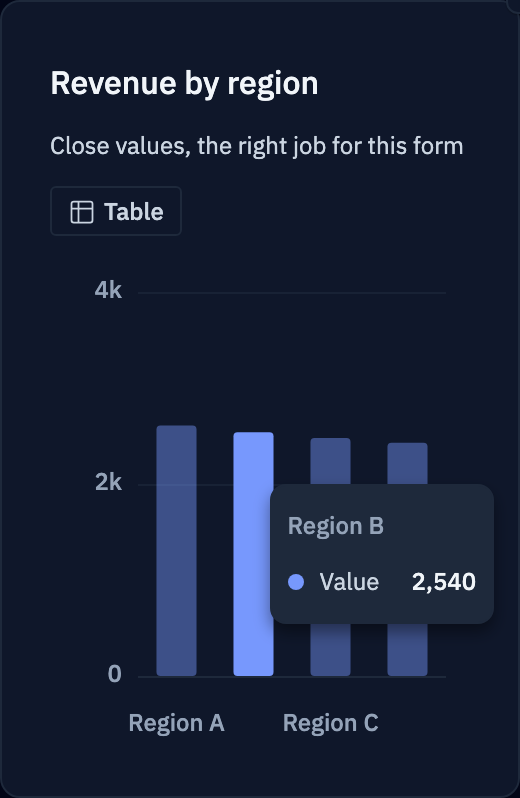 Revenue by region
Close values, the right job for this form
Table
4k
2k
Region B
Value 2,540
0
Region A Region C